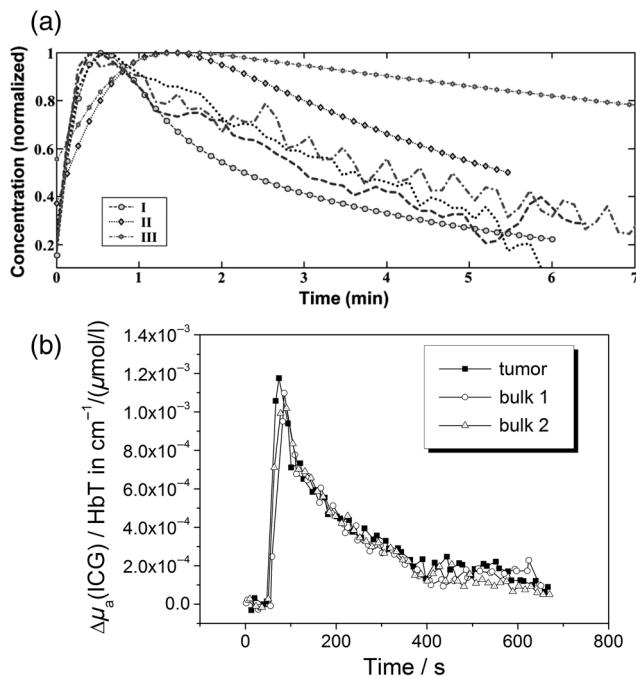 (a)
Concentration (normalized)
1
0.8
0.6
0.4
0.2
I
II
III
0 1 2 3 4 5 6 7
Time (min)
(b)
Δμa(ICG) / HbT in cm⁻¹/(μmol/l)
1.4x10⁻³
1.2x10⁻³
1.0x10⁻³
8.0x10⁻⁴
6.0x10⁻⁴
4.0x10⁻⁴
2.0x10⁻⁴
0.0
tumor
bulk 1
bulk 2
0 200 400 600 800
Time / s